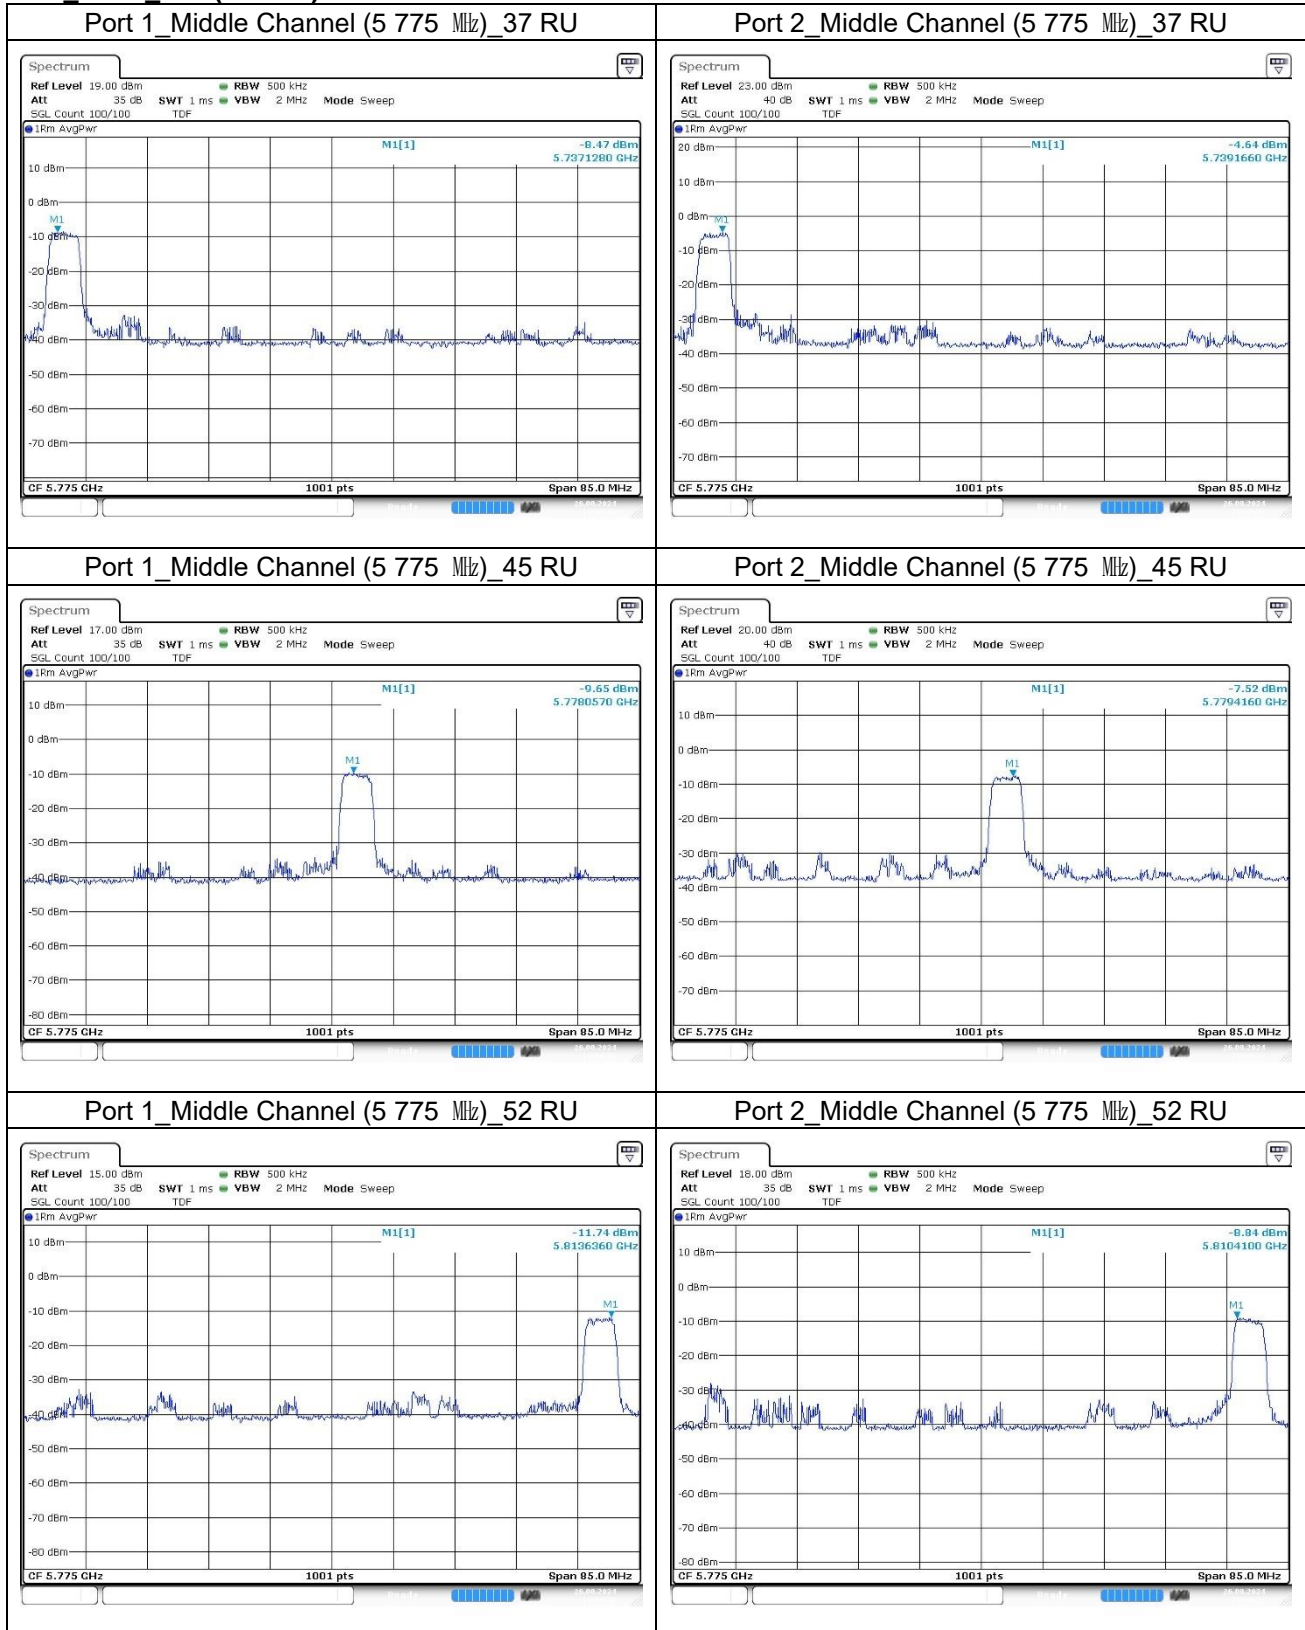 Port 1_Middle Channel (5 775 ㎒)_37 RU
Port 2_Middle Channel (5 775 ㎒)_37 RU
Spectrum
Ref Level 19.00 dBm RBW 500 kHz
Att 35 dB SWT 1 ms VBW 2 MHz Mode Sweep
SGL Count 100/100 TDF
1Rm AvgPwr
M1[1] -8.47 dBm
5.7371280 GHz
10 dBm
0 dBm
M1
-10 dBm
-20 dBm
-30 dBm
-40 dBm
-50 dBm
-60 dBm
-70 dBm
CF 5.775 GHz 1001 pts Span 85.0 MHz
Spectrum
Ref Level 23.00 dBm RBW 500 kHz
Att 40 dB SWT 1 ms VBW 2 MHz Mode Sweep
SGL Count 100/100 TDF
1Rm AvgPwr
20 dBm M1[1] -4.64 dBm
5.7391660 GHz
10 dBm
0 dBm
M1
-10 dBm
-20 dBm
-30 dBm
-40 dBm
-50 dBm
-60 dBm
-70 dBm
CF 5.775 GHz 1001 pts Span 85.0 MHz
Port 1_Middle Channel (5 775 ㎒)_45 RU
Port 2_Middle Channel (5 775 ㎒)_45 RU
Spectrum
Ref Level 17.00 dBm RBW 500 kHz
Att 35 dB SWT 1 ms VBW 2 MHz Mode Sweep
SGL Count 100/100 TDF
1Rm AvgPwr
M1[1] -9.65 dBm
5.7780570 GHz
10 dBm
0 dBm
M1
-10 dBm
-20 dBm
-30 dBm
-40 dBm
-50 dBm
-60 dBm
-70 dBm
-80 dBm
CF 5.775 GHz 1001 pts Span 85.0 MHz
Spectrum
Ref Level 20.00 dBm RBW 500 kHz
Att 40 dB SWT 1 ms VBW 2 MHz Mode Sweep
SGL Count 100/100 TDF
1Rm AvgPwr
M1[1] -7.52 dBm
5.7794160 GHz
10 dBm
0 dBm
M1
-10 dBm
-20 dBm
-30 dBm
-40 dBm
-50 dBm
-60 dBm
-70 dBm
CF 5.775 GHz 1001 pts Span 85.0 MHz
Port 1_Middle Channel (5 775 ㎒)_52 RU
Port 2_Middle Channel (5 775 ㎒)_52 RU
Spectrum
Ref Level 15.00 dBm RBW 500 kHz
Att 35 dB SWT 1 ms VBW 2 MHz Mode Sweep
SGL Count 100/100 TDF
1Rm AvgPwr
M1[1] -11.74 dBm
5.8136360 GHz
10 dBm
0 dBm
M1
-10 dBm
-20 dBm
-30 dBm
-40 dBm
-50 dBm
-60 dBm
-70 dBm
-80 dBm
CF 5.775 GHz 1001 pts Span 85.0 MHz
Spectrum
Ref Level 18.00 dBm RBW 500 kHz
Att 35 dB SWT 1 ms VBW 2 MHz Mode Sweep
SGL Count 100/100 TDF
1Rm AvgPwr
M1[1] -8.84 dBm
5.8104100 GHz
10 dBm
0 dBm
M1
-10 dBm
-20 dBm
-30 dBm
-40 dBm
-50 dBm
-60 dBm
-70 dBm
-80 dBm
CF 5.775 GHz 1001 pts Span 85.0 MHz